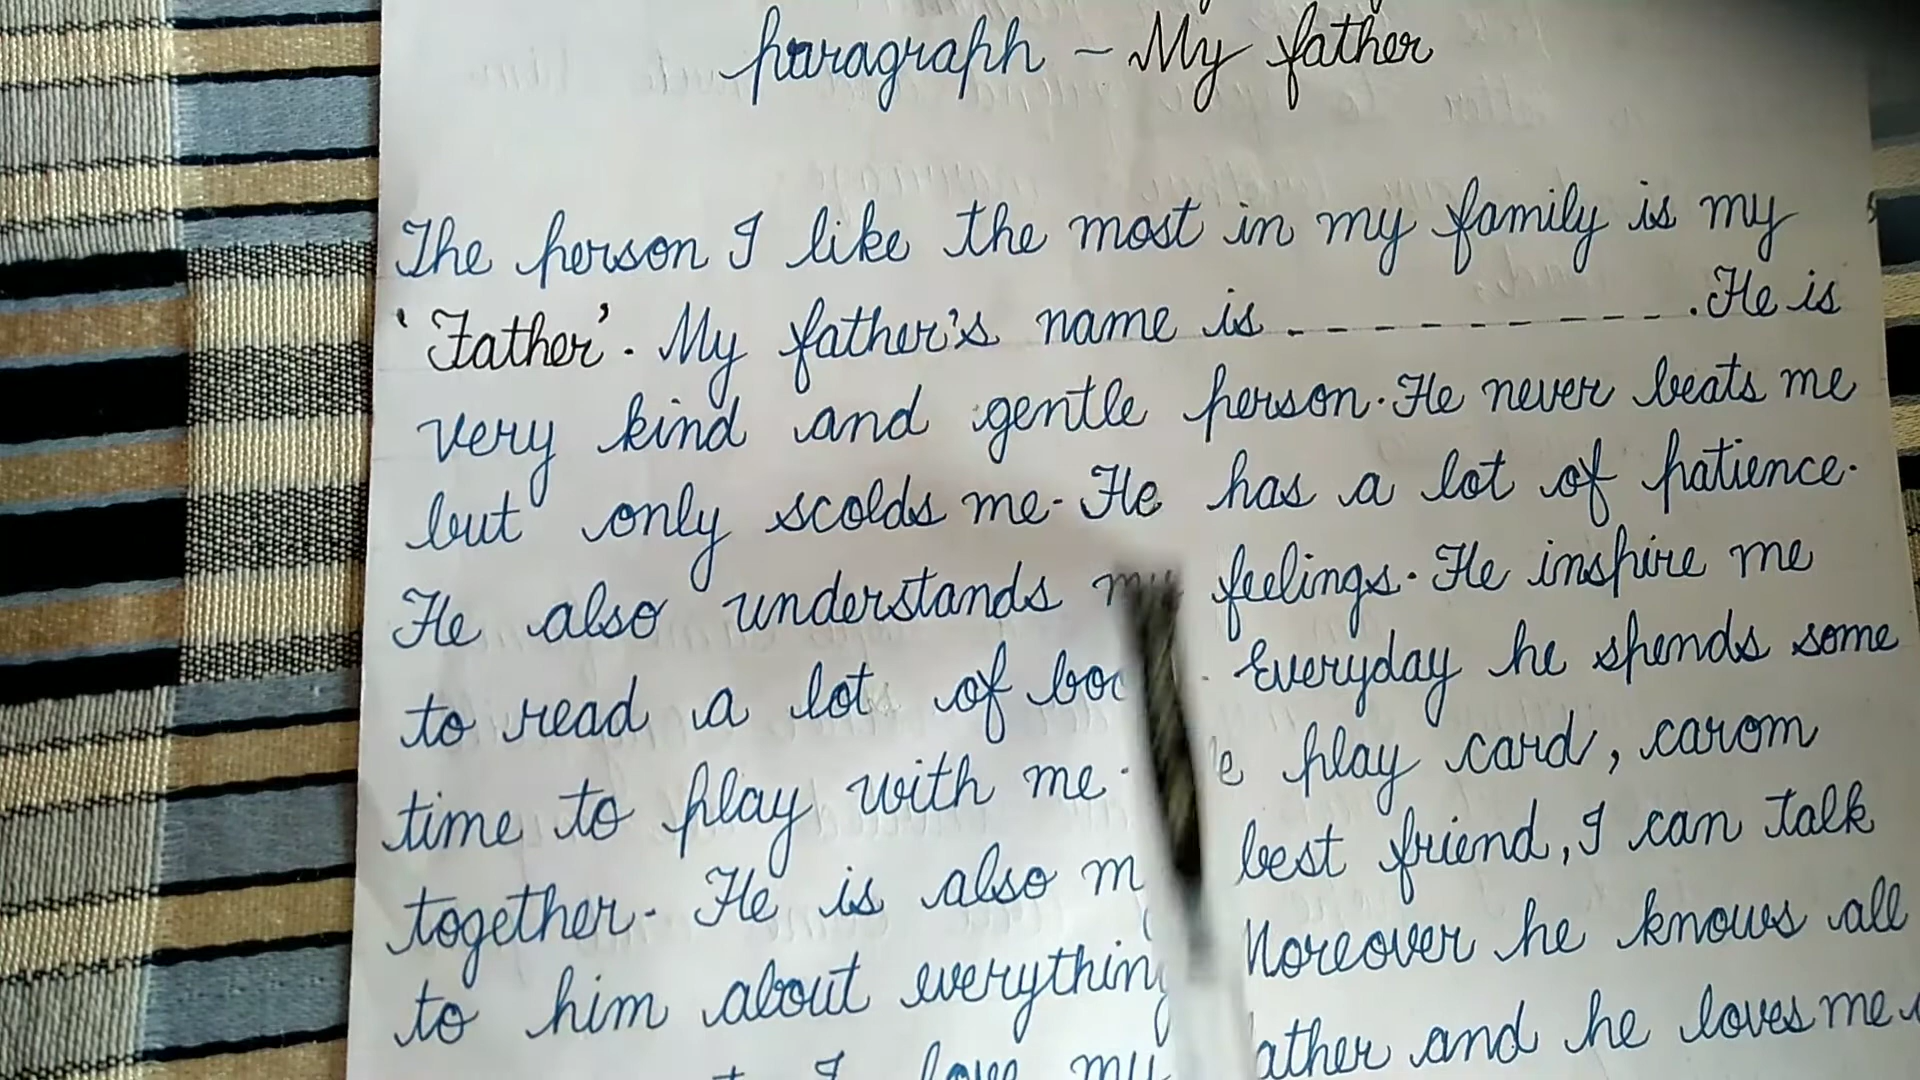 paragraph - My father
The person I like the most in my family is my
'Father'. My father's name is - - - - - - - - - - . He is
very kind and gentle person. He never beats me
but only scolds me. He has a lot of patience.
He also understands my feelings. He inspire me
to read a lot of . Everyday he spends some
time to play with me. play card, carom
together. He is also best friend, I can talk
to him about everything Moreover he knows all
I love my father and he loves me